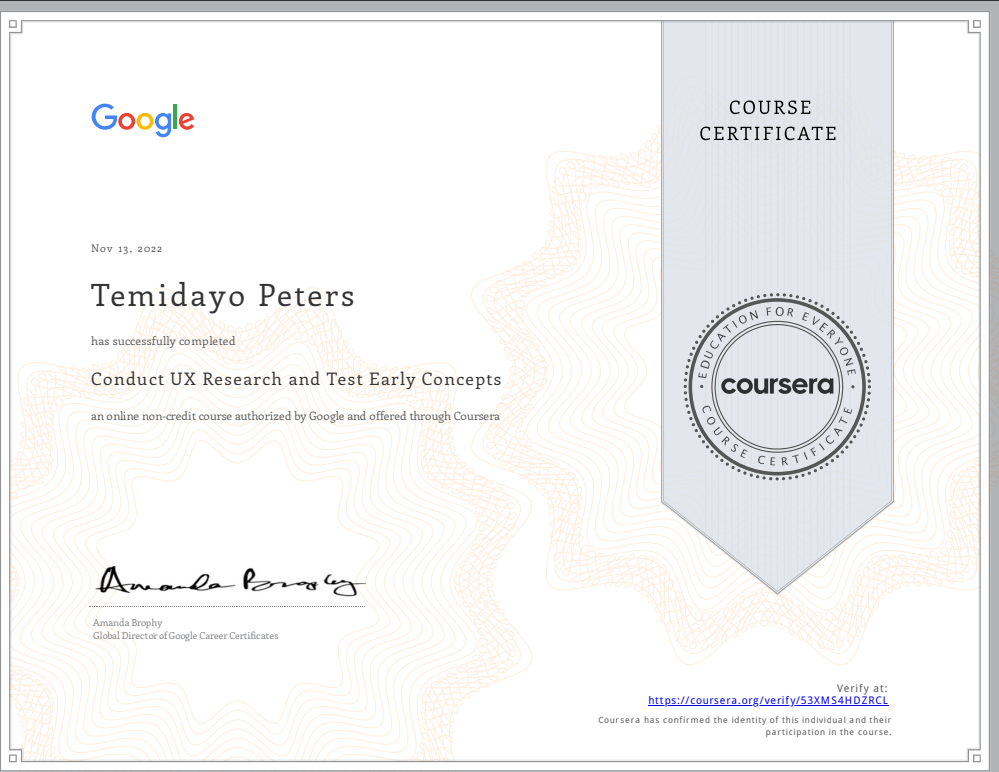 Google
COURSE
CERTIFICATE
Nov 13, 2022
Temidayo Peters
has successfully completed
Conduct UX Research and Test Early Concepts
an online non-credit course authorized by Google and offered through Coursera
EDUCATION FOR EVERYONE
coursera
COURSE CERTIFICATE
Amanda Brophy
Amanda Brophy
Global Director of Google Career Certificates
Verify at:
https://coursera.org/verify/53XMS4HDZRCL
Coursera has confirmed the identity of this individual and their
participation in the course.